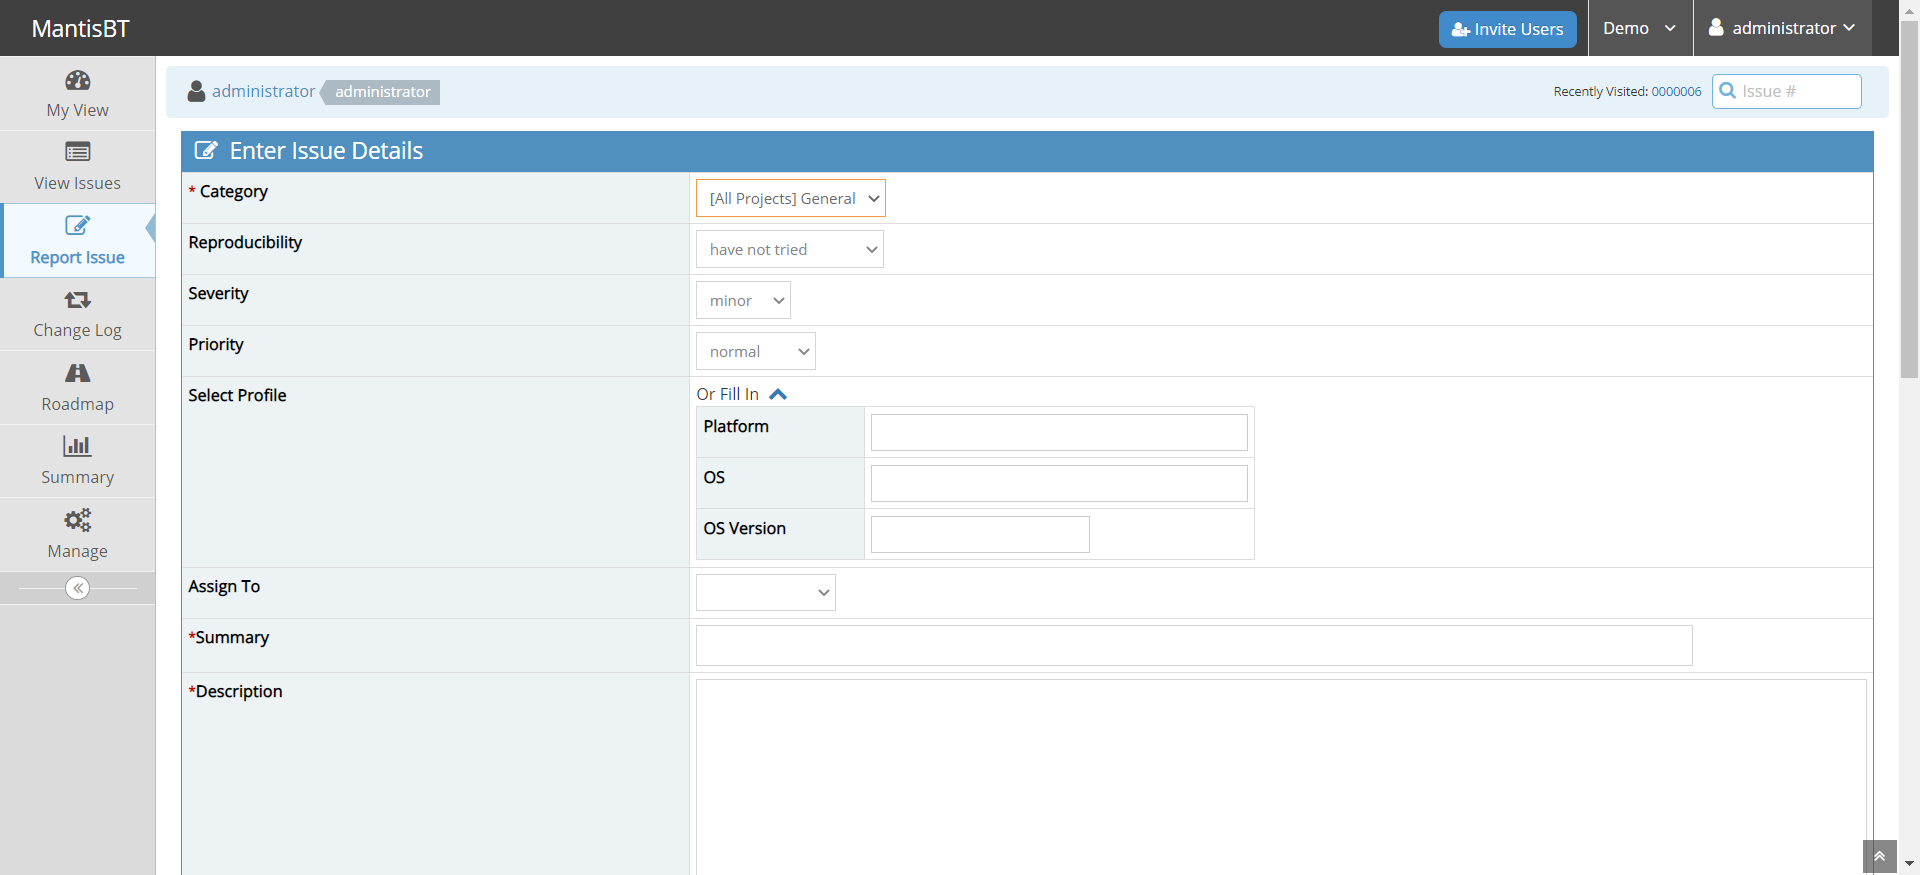 MantisBT
Invite Users
Demo
administrator
My View
View Issues
Report Issue
Change Log
Roadmap
Summary
Manage
administrator administrator
Recently Visited: 0000006
Issue #
Enter Issue Details
* Category
[All Projects] General
Reproducibility
have not tried
Severity
minor
Priority
normal
Select Profile
Or Fill In
Platform
OS
OS Version
Assign To
*Summary
*Description